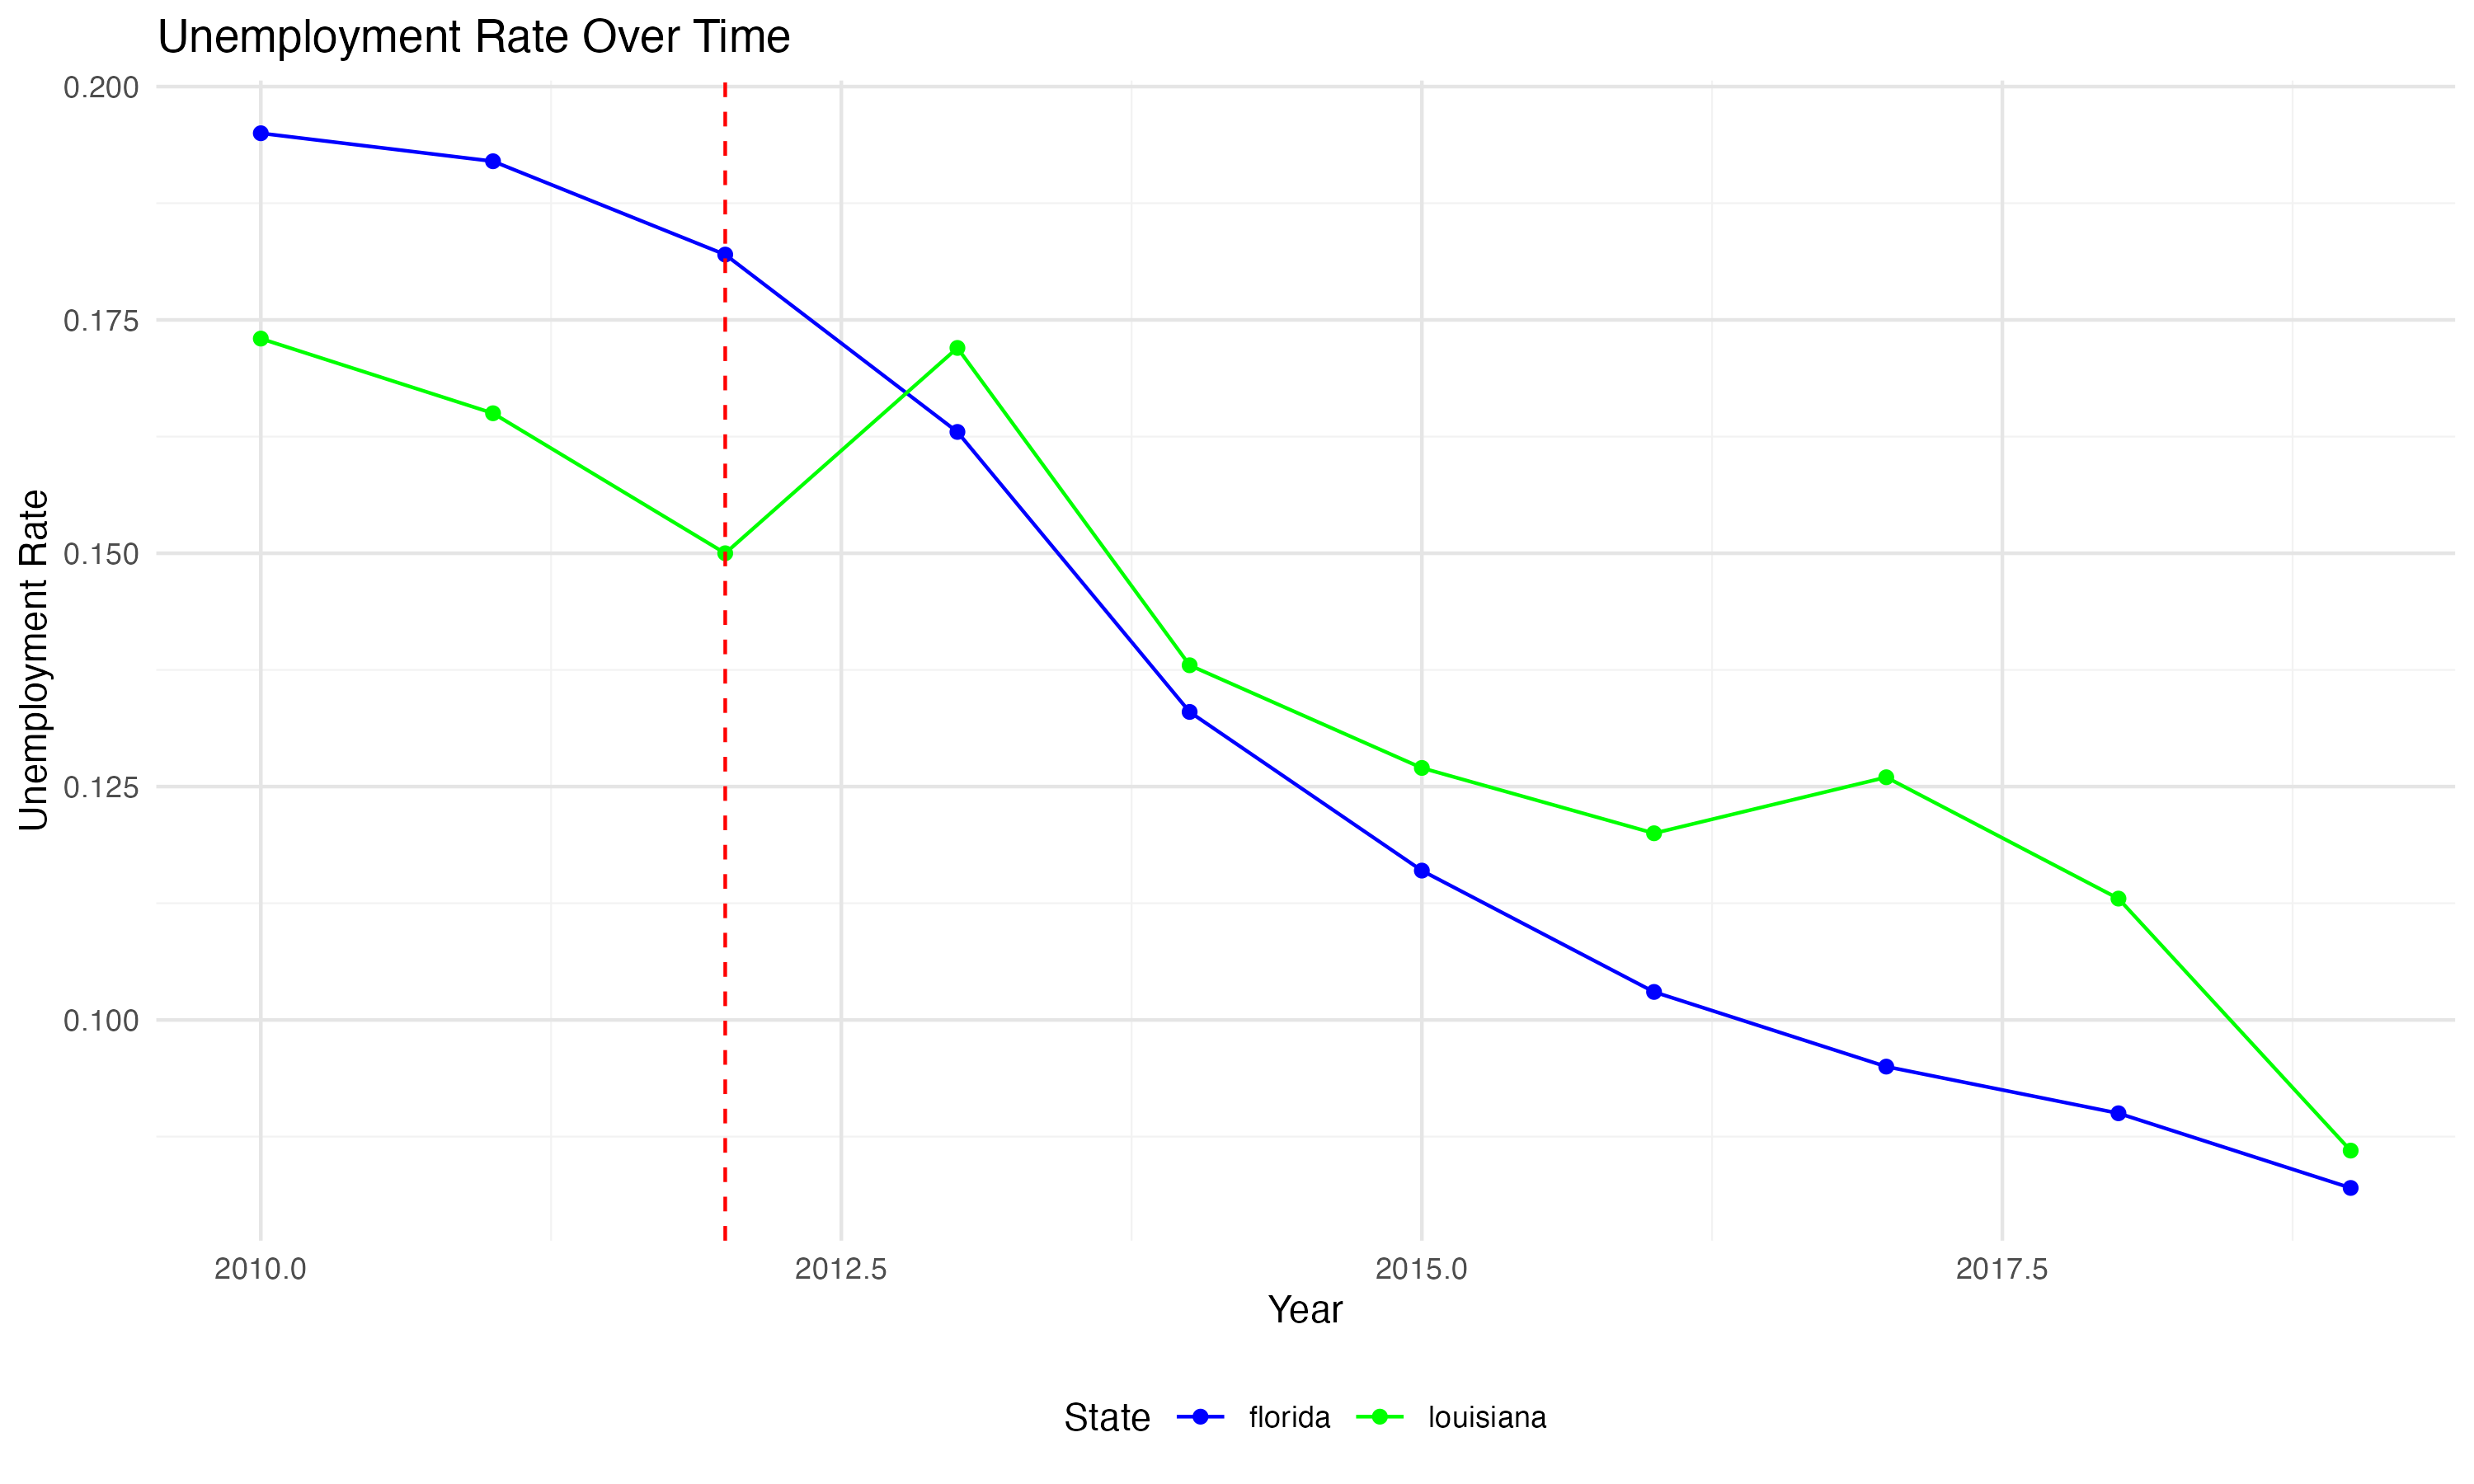 Unemployment Rate Over Time
0.200
0.175
0.150
0.125
0.100
Unemployment Rate
2010.0 2012.5 2015.0 2017.5
Year
State florida louisiana